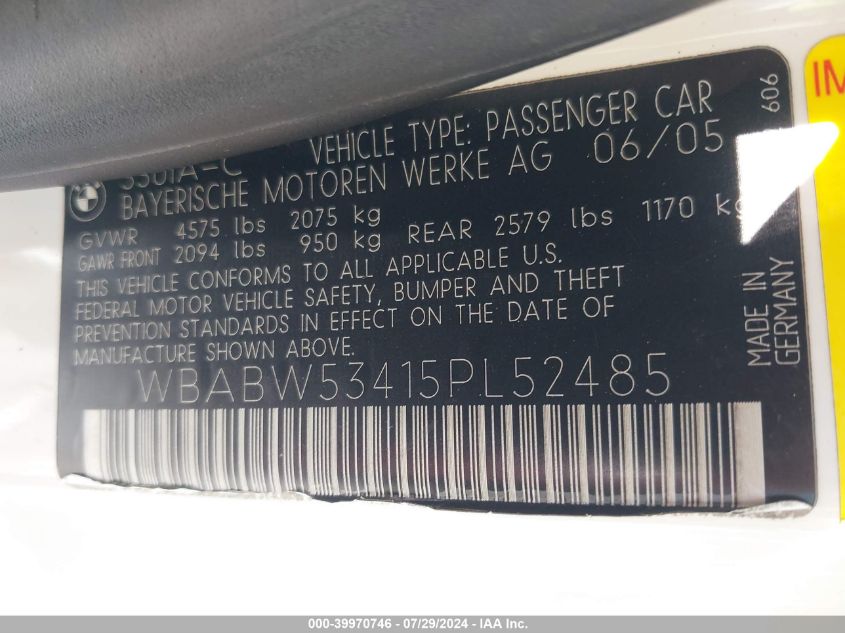 VEHICLE TYPE: PASSENGER CAR
BAYERISCHE MOTOREN WERKE AG 06/05
GVWR 4575 lbs 2075 kg
GAWR FRONT 2094 lbs 950 kg REAR 2579 lbs 1170 kg
THIS VEHICLE CONFORMS TO ALL APPLICABLE U.S.
FEDERAL MOTOR VEHICLE SAFETY, BUMPER AND THEFT
PREVENTION STANDARDS IN EFFECT ON THE DATE OF
MANUFACTURE SHOWN ABOVE.
WBABW53415PL52485
606
MADE IN
GERMANY
BMW
000-39970746 - 07/29/2024 - IAA Inc.